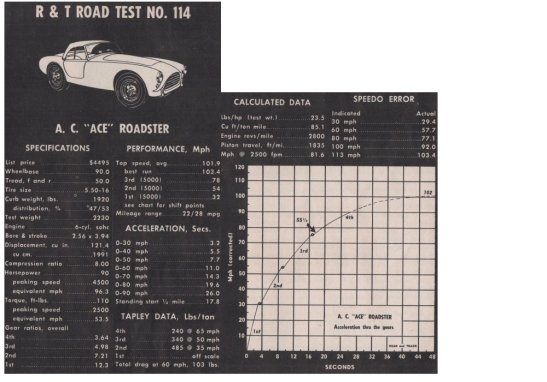 R & T ROAD TEST NO. 114
A. C. "ACE" ROADSTER
SPECIFICATIONS
List price $4495
Wheelbase 90.0
Tread, f and r 50.0
Tire size 5.50-16
Curb weight, lbs. 1920
distribution, % 47/53
Test weight 2230
Engine 6-cyl. sohc
Bore & stroke 2.56 x 3.94
Displacement, cu in. 121.4
cu cm. 1991
Compression ratio 8.00
Horsepower 90
peaking speed 4500
equivalent mph 96.3
Torque, ft-lbs. 110
peaking speed 2500
equivalent mph 53.5
Gear ratios, overall
4th 3.64
3rd 4.98
2nd 7.21
1st 12.3
PERFORMANCE, Mph
Top speed, avg. 101.9
best run 103.4
3rd (5000) 78
2nd (5000) 54
1st (5000) 32
see chart for shift points
Mileage range 22/28 mpg
ACCELERATION, Secs.
0-30 mph 3.2
0-40 mph 5.5
0-50 mph 7.7
0-60 mph 11.0
0-70 mph 14.3
0-80 mph 19.6
0-90 mph 26.0
Standing start ¼ mile 17.8
TAPLEY DATA, Lbs/ton
4th 240 @ 65 mph
3rd 340 @ 50 mph
2nd 485 @ 35 mph
1st off scale
Total drag at 60 mph, 103 lbs.
CALCULATED DATA
Lbs/hp (test wt.) 23.5
Cu ft/ton mile 85.1
Engine revs/mile 2800
Piston travel, ft/mi. 1835
Mph @ 2500 fpm 81.6
SPEEDO ERROR
Indicated Actual
30 mph 29.4
60 mph 57.7
80 mph 77.1
100 mph 92.0
113 mph 103.4
120
110
100
90
80
70
60
50
40
30
20
10
0
Mph (corrected)
1st
2nd
3rd
4th
SS¼
102
A. C. "ACE" ROADSTER
Acceleration thru the gears
ROAD and TRACK
0 4 8 12 16 20 24 28 32 36 40 44 48
SECONDS